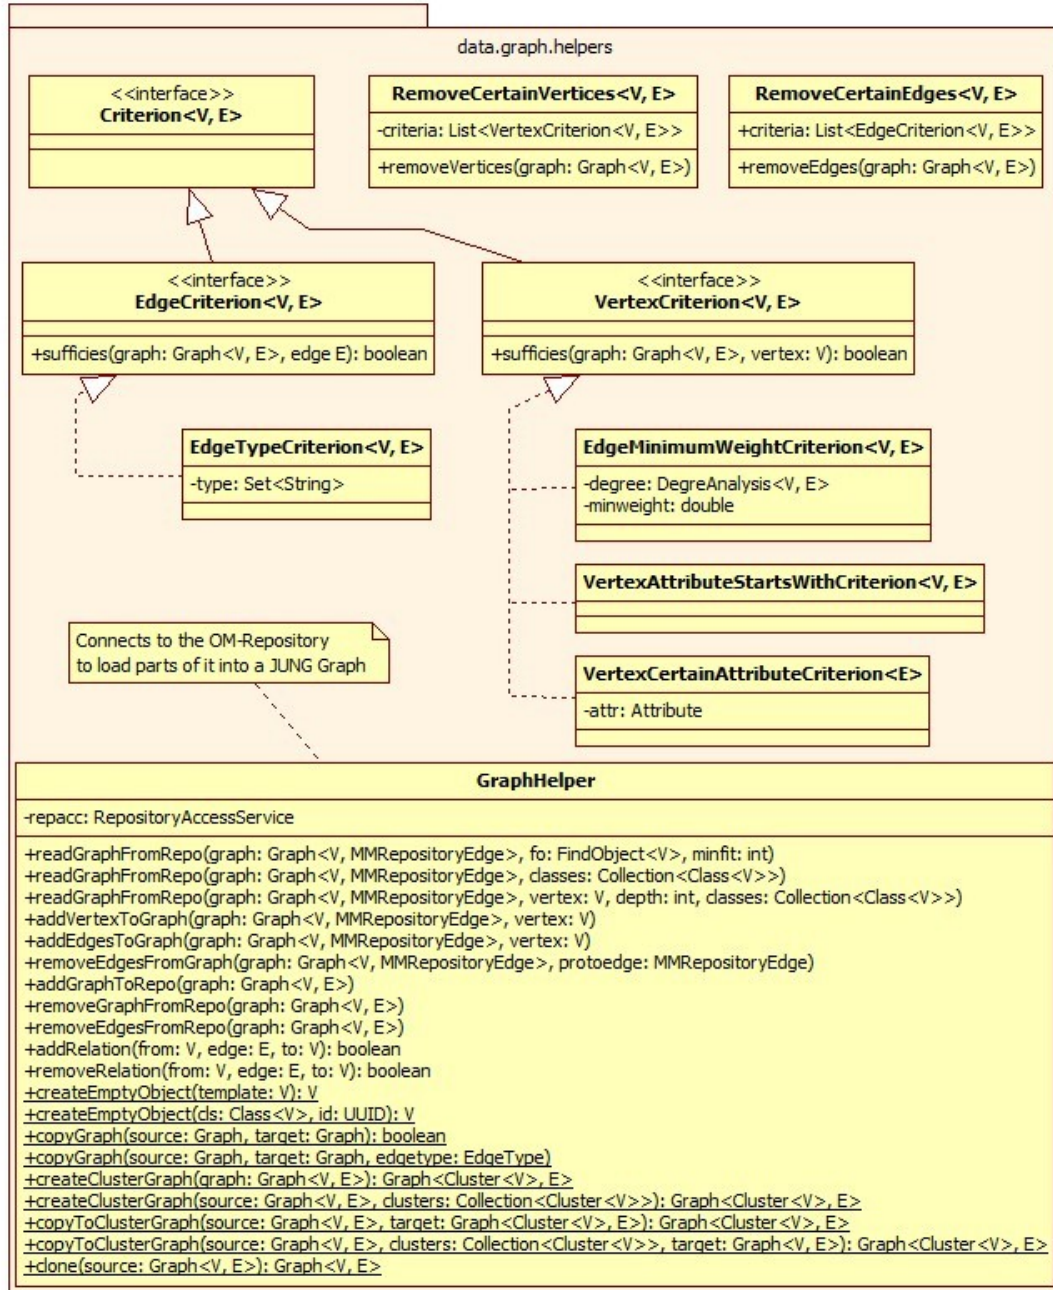 data.graph.helpers
<<interface>>
Criterion<V, E>
RemoveCertainVertices<V, E>
-criteria: List<VertexCriterion<V, E>>
+removeVertices(graph: Graph<V, E>)
RemoveCertainEdges<V, E>
+criteria: List<EdgeCriterion<V, E>>
+removeEdges(graph: Graph<V, E>)
<<interface>>
EdgeCriterion<V, E>
+sufficies(graph: Graph<V, E>, edge E): boolean
<<interface>>
VertexCriterion<V, E>
+sufficies(graph: Graph<V, E>, vertex: V): boolean
EdgeTypeCriterion<V, E>
-type: Set<String>
EdgeMinimumWeightCriterion<V, E>
-degree: DegreAnalysis<V, E>
-minweight: double
VertexAttributeStartsWithCriterion<V, E>
VertexCertainAttributeCriterion<E>
-attr: Attribute
Connects to the OM-Repository
to load parts of it into a JUNG Graph
GraphHelper
-repacc: RepositoryAccessService
+readGraphFromRepo(graph: Graph<V, MMRepositoryEdge>, fo: FindObject<V>, minfit: int)
+readGraphFromRepo(graph: Graph<V, MMRepositoryEdge>, classes: Collection<Class<V>>)
+readGraphFromRepo(graph: Graph<V, MMRepositoryEdge>, vertex: V, depth: int, classes: Collection<Class<V>>)
+addVertexToGraph(graph: Graph<V, MMRepositoryEdge>, vertex: V)
+addEdgesToGraph(graph: Graph<V, MMRepositoryEdge>, vertex: V)
+removeEdgesFromGraph(graph: Graph<V, MMRepositoryEdge>, protoedge: MMRepositoryEdge)
+addGraphToRepo(graph: Graph<V, E>)
+removeGraphFromRepo(graph: Graph<V, E>)
+removeEdgesFromRepo(graph: Graph<V, E>)
+addRelation(from: V, edge: E, to: V): boolean
+removeRelation(from: V, edge: E, to: V): boolean
+createEmptyObject(template: V): V
+createEmptyObject(cls: Class<V>, id: UUID): V
+copyGraph(source: Graph, target: Graph): boolean
+copyGraph(source: Graph, target: Graph, edgetype: EdgeType)
+createClusterGraph(graph: Graph<V, E>): Graph<Cluster<V>, E>
+createClusterGraph(source: Graph<V, E>, clusters: Collection<Cluster<V>>): Graph<Cluster<V>, E>
+copyToClusterGraph(source: Graph<V, E>, target: Graph<Cluster<V>, E>): Graph<Cluster<V>, E>
+copyToClusterGraph(source: Graph<V, E>, clusters: Collection<Cluster<V>>, target: Graph<V, E>): Graph<Cluster<V>, E>
+clone(source: Graph<V, E>): Graph<V, E>